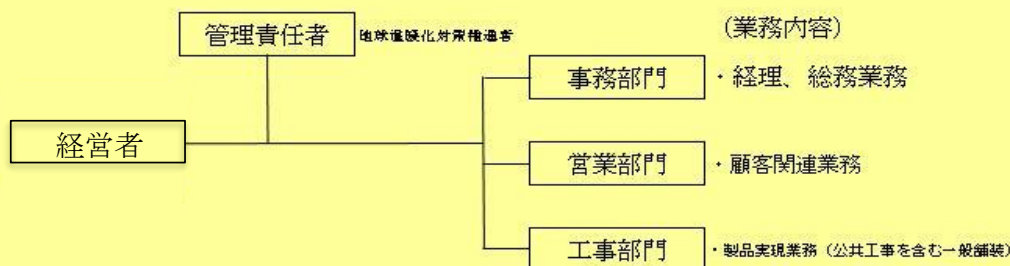 管理責任者 地球温暖化対策推進者
(業務内容)
事務部門 ・経理、総務業務
経営者
営業部門 ・顧客関連業務
工事部門 ・製品実現業務(公共工事を含む一般舗装)